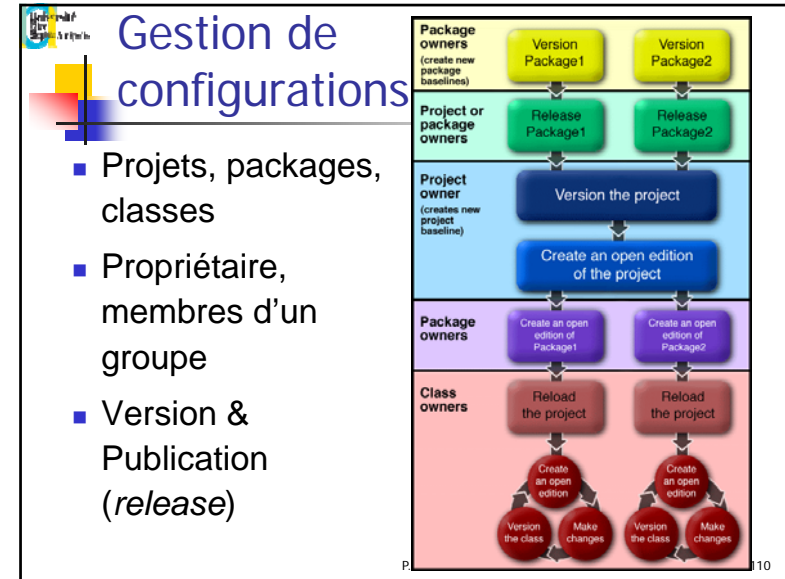 Gestion de
configurations
Projets, packages,
classes
Propriétaire,
membres d'un
groupe
Version &
Publication
(release)
Package
owners
(create new
package
baselines)
Version
Package1
Version
Package2
Project or
package
owners
Release
Package1
Release
Package2
Project
owner
(creates new
project
baseline)
Version the project
Create an open edition
of the project
Package
owners
Create an open
edition of
Package1
Create an open
edition of
Package2
Class
owners
Reload
the project
Reload
the project
Create
an open
edition
Version
the class
Make
changes
Create
an open
edition
Version
the class
Make
changes
P.
110